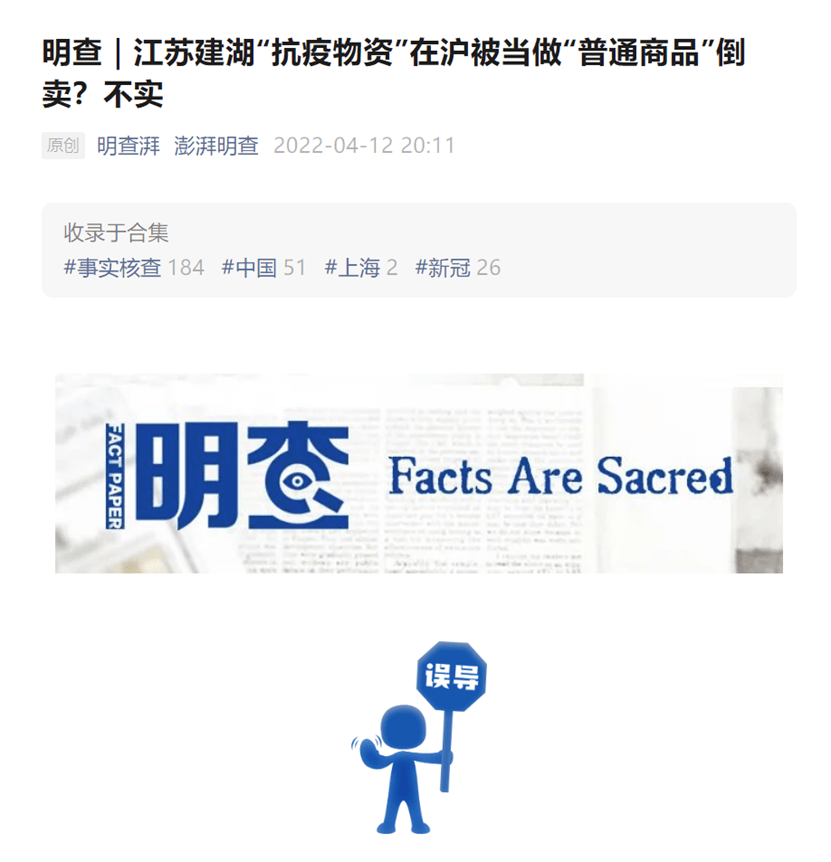 明查｜江苏建湖“抗疫物资”在沪被当做“普通商品”倒
卖？不实
原创 明查湃 澎湃明查 2022-04-12 20:11
收录于合集
#事实核查 184 #中国 51 #上海 2 #新冠 26
FACT PAPER
明查
Facts Are Sacred
误导